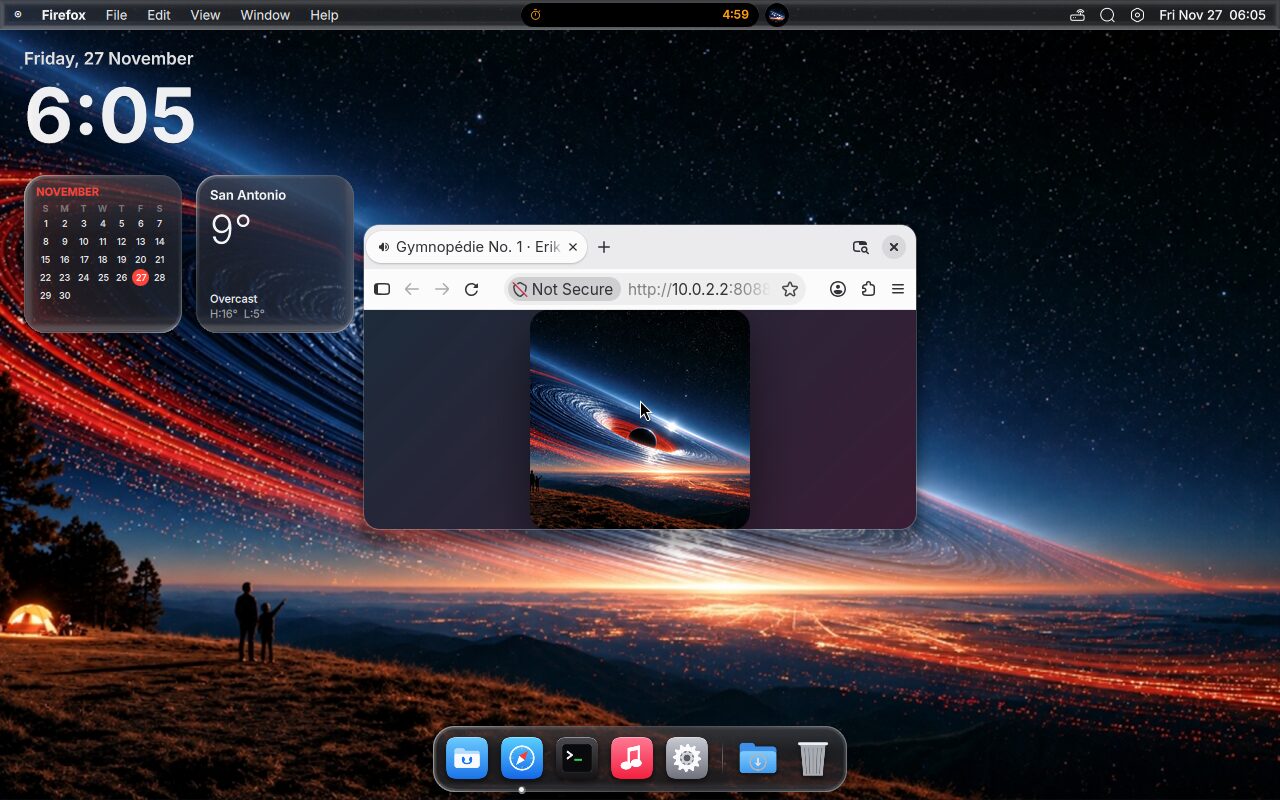 Firefox File Edit View Window Help
4:59
Fri Nov 27 06:05
Friday, 27 November
6:05
NOVEMBER
S M T W T F S
1 2 3 4 5 6 7
8 9 10 11 12 13 14
15 16 17 18 19 20 21
22 23 24 25 26 27 28
29 30
San Antonio
9°
Overcast
H:16° L:5°
Gymnopédie No. 1 · Erik
Not Secure http://10.0.2.2:8088